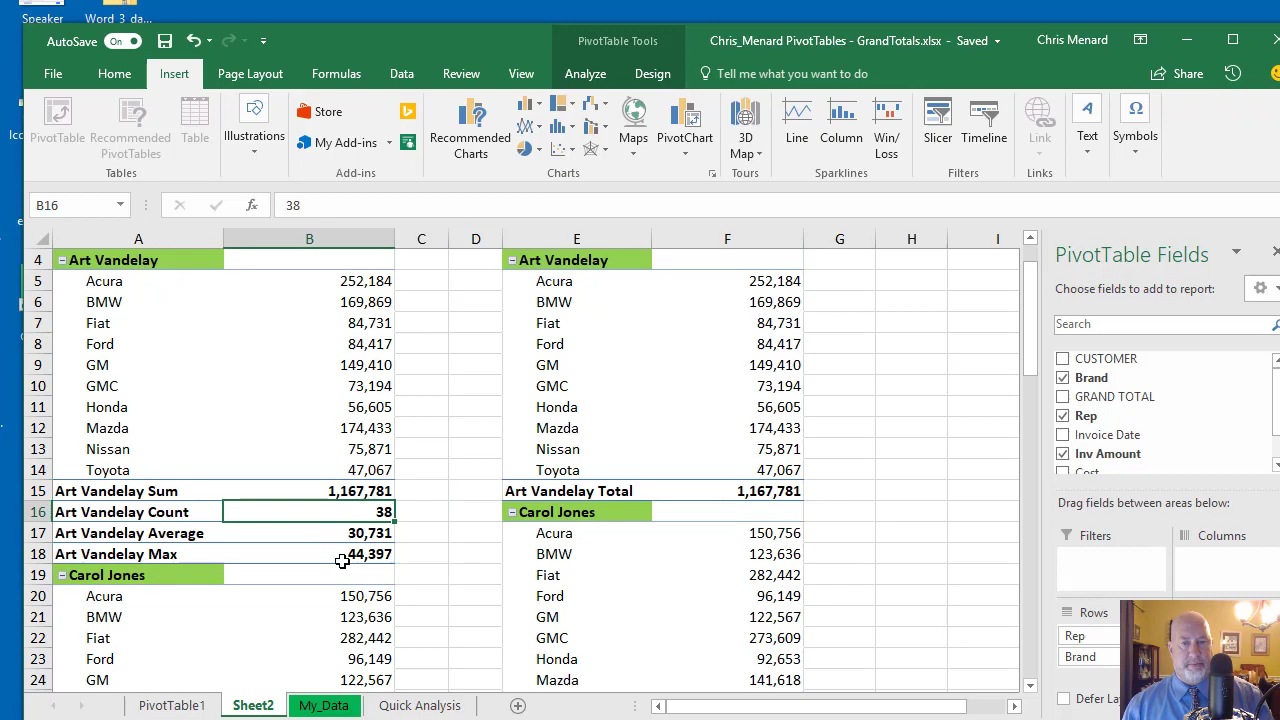 Speaker
Word 3 da...
AutoSave On
PivotTable Tools
Chris_Menard PivotTables - GrandTotals.xlsx - Saved
Chris Menard
File Home Insert Page Layout Formulas Data Review View Analyze Design Tell me what you want to do Share
PivotTable
Recommended PivotTables
Table
Illustrations
Store
My Add-ins
Recommended Charts
Maps
PivotChart
3D Map
Line
Column
Win/Loss
Slicer
Timeline
Link
Text
Symbols
Tables Add-ins Charts Tours Sparklines Filters Links
B16 fx 38
A B C D E F G H I
4 Art Vandelay Art Vandelay
5 Acura 252,184 Acura 252,184
6 BMW 169,869 BMW 169,869
7 Fiat 84,731 Fiat 84,731
8 Ford 84,417 Ford 84,417
9 GM 149,410 GM 149,410
10 GMC 73,194 GMC 73,194
11 Honda 56,605 Honda 56,605
12 Mazda 174,433 Mazda 174,433
13 Nissan 75,871 Nissan 75,871
14 Toyota 47,067 Toyota 47,067
15 Art Vandelay Sum 1,167,781 Art Vandelay Total 1,167,781
16 Art Vandelay Count 38 Carol Jones
17 Art Vandelay Average 30,731 Acura 150,756
18 Art Vandelay Max 44,397 BMW 123,636
19 Carol Jones Fiat 282,442
20 Acura 150,756 Ford 96,149
21 BMW 123,636 GM 122,567
22 Fiat 282,442 GMC 273,609
23 Ford 96,149 Honda 92,653
24 GM 122,567 Mazda 141,618
PivotTable1 Sheet2 My_Data Quick Analysis
PivotTable Fields
Choose fields to add to report:
Search
CUSTOMER
Brand
GRAND TOTAL
Rep
Invoice Date
Inv Amount
Cost
Drag fields between areas below:
Filters Columns
Rows
Rep
Brand
Defer